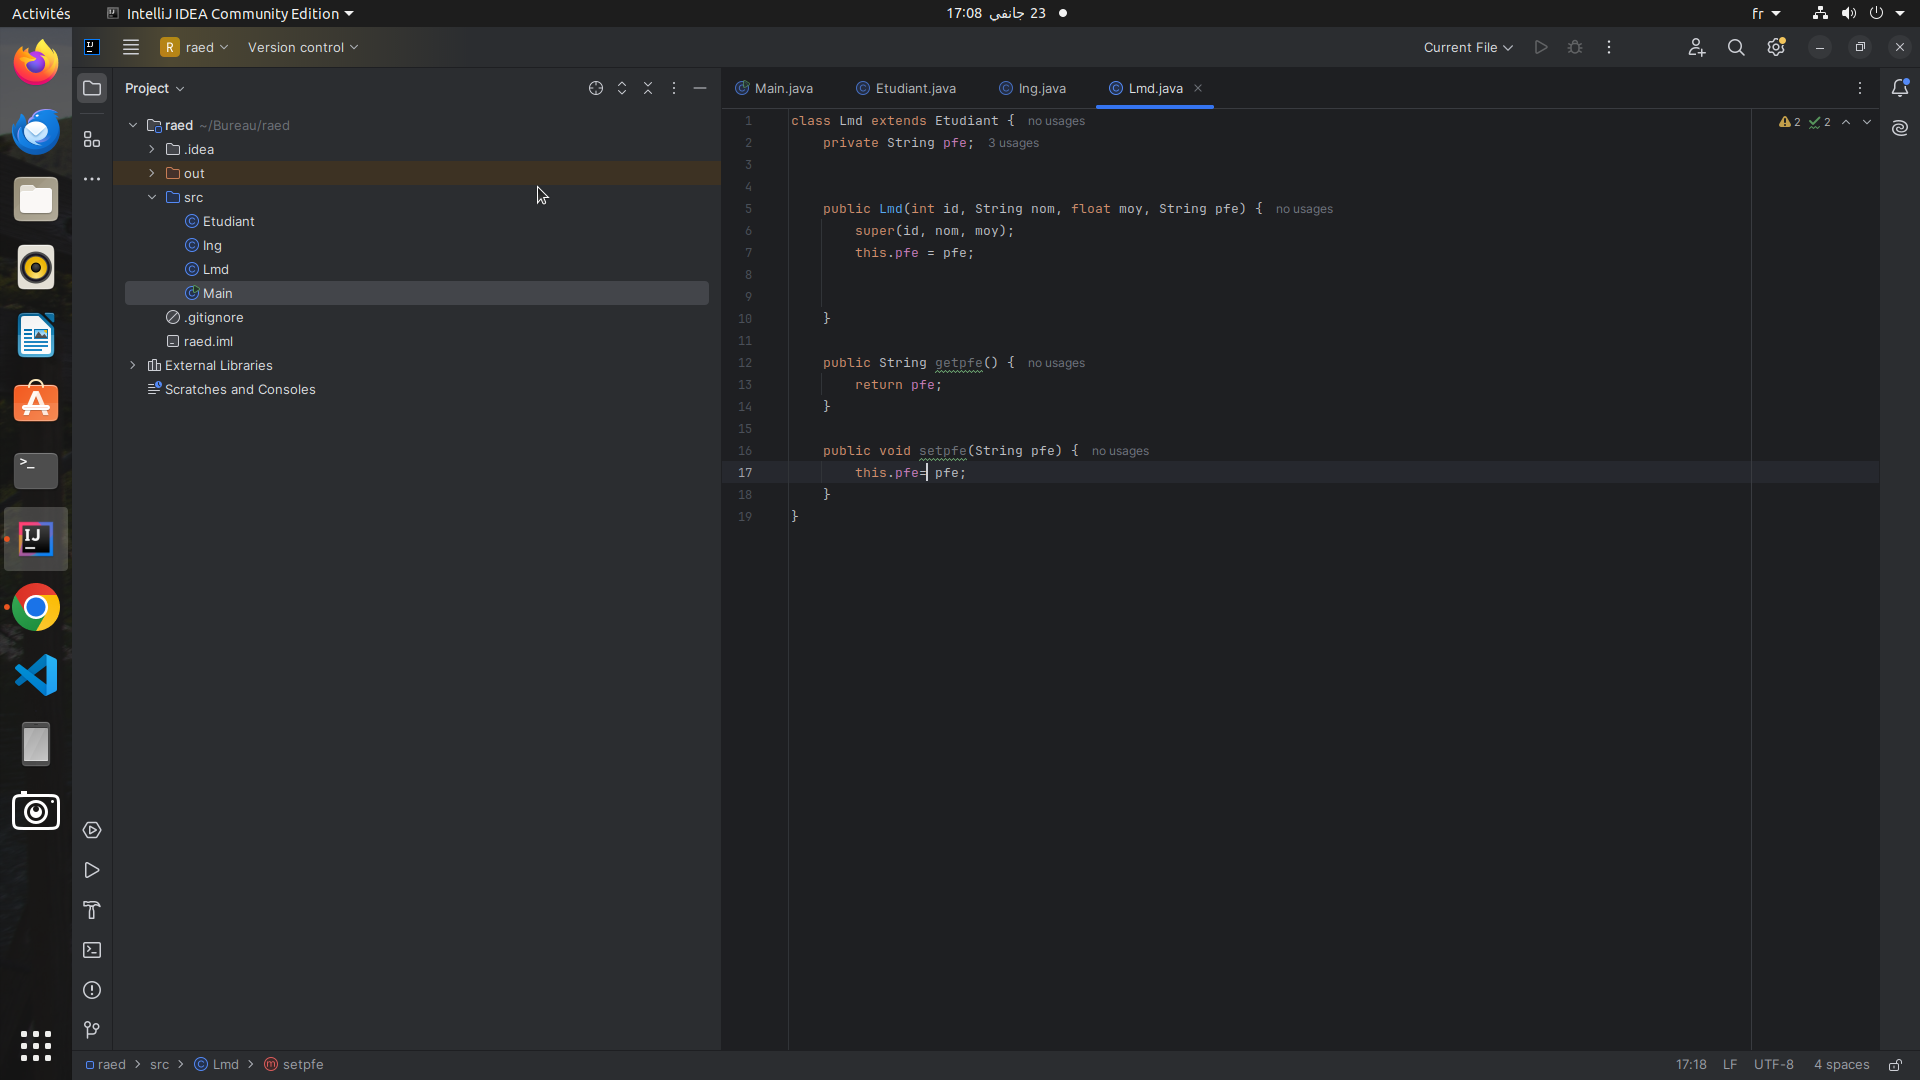 Activités
IntelliJ IDEA Community Edition
17:08 23 جانفي
fr
R raed
Version control
Current File
Project
raed ~/Bureau/raed
.idea
out
src
Etudiant
Ing
Lmd
Main
.gitignore
raed.iml
External Libraries
Scratches and Consoles
Main.java
Etudiant.java
Ing.java
Lmd.java
2 2
1 class Lmd extends Etudiant { no usages
2 private String pfe; 3 usages
3
4
5 public Lmd(int id, String nom, float moy, String pfe) { no usages
6 super(id, nom, moy);
7 this.pfe = pfe;
8
9
10 }
11
12 public String getpfe() { no usages
13 return pfe;
14 }
15
16 public void setpfe(String pfe) { no usages
17 this.pfe= pfe;
18 }
19 }
raed > src > Lmd > setpfe
17:18 LF UTF-8 4 spaces